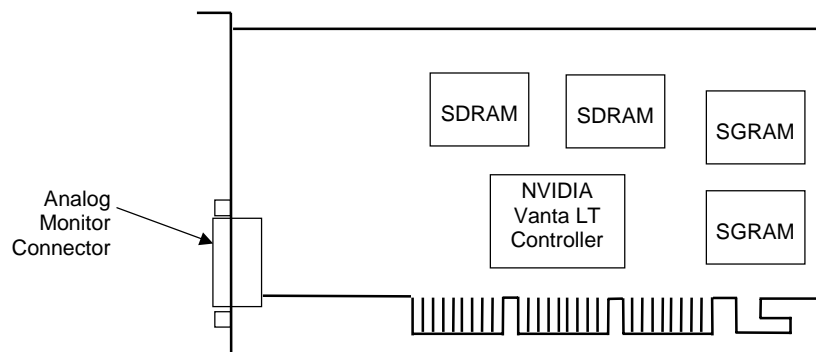 SDRAM
SDRAM
SGRAM
NVIDIA
Vanta LT
Controller
SGRAM
Analog
Monitor
Connector